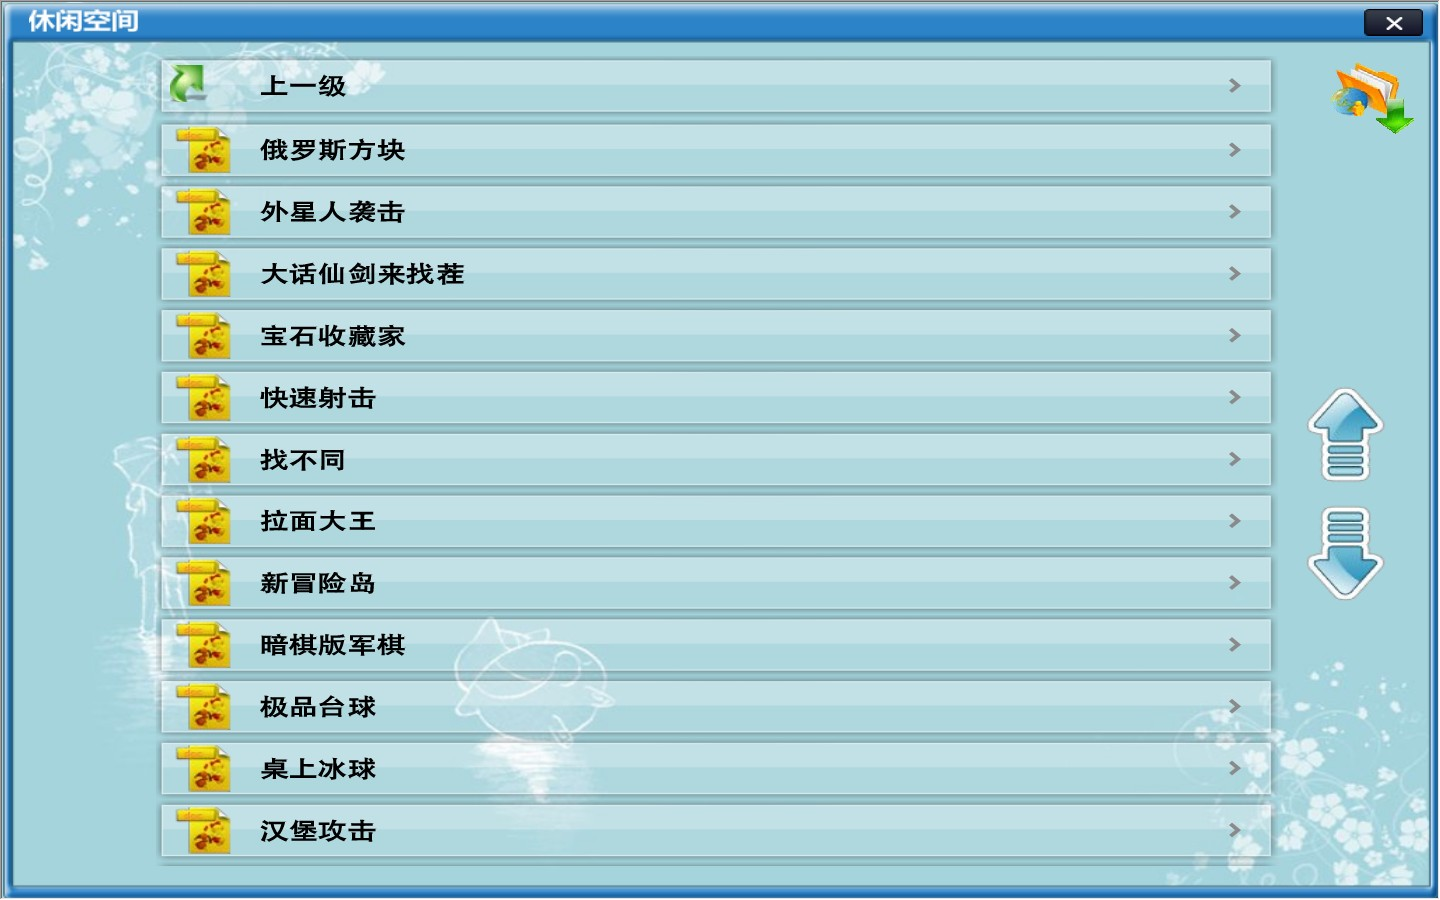 休闲空间
上一级
俄罗斯方块
外星人袭击
大话仙剑来找茬
宝石收藏家
快速射击
找不同
拉面大王
新冒险岛
暗棋版军棋
极品台球
桌上冰球
汉堡攻击